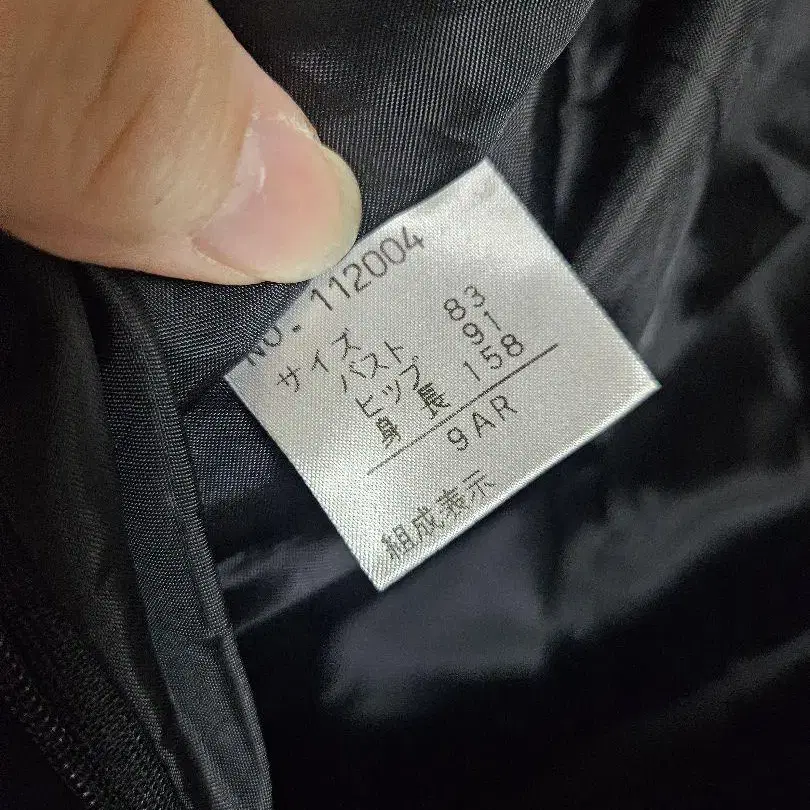 NO. 112004
サイズ
バスト 83
ヒップ 91
身長 158
9AR
組成表示